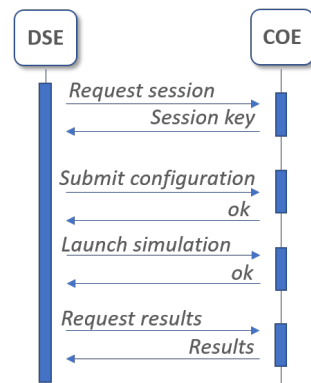 DSE
COE
Request session
Session key
Submit configuration
ok
Launch simulation
ok
Request results
Results